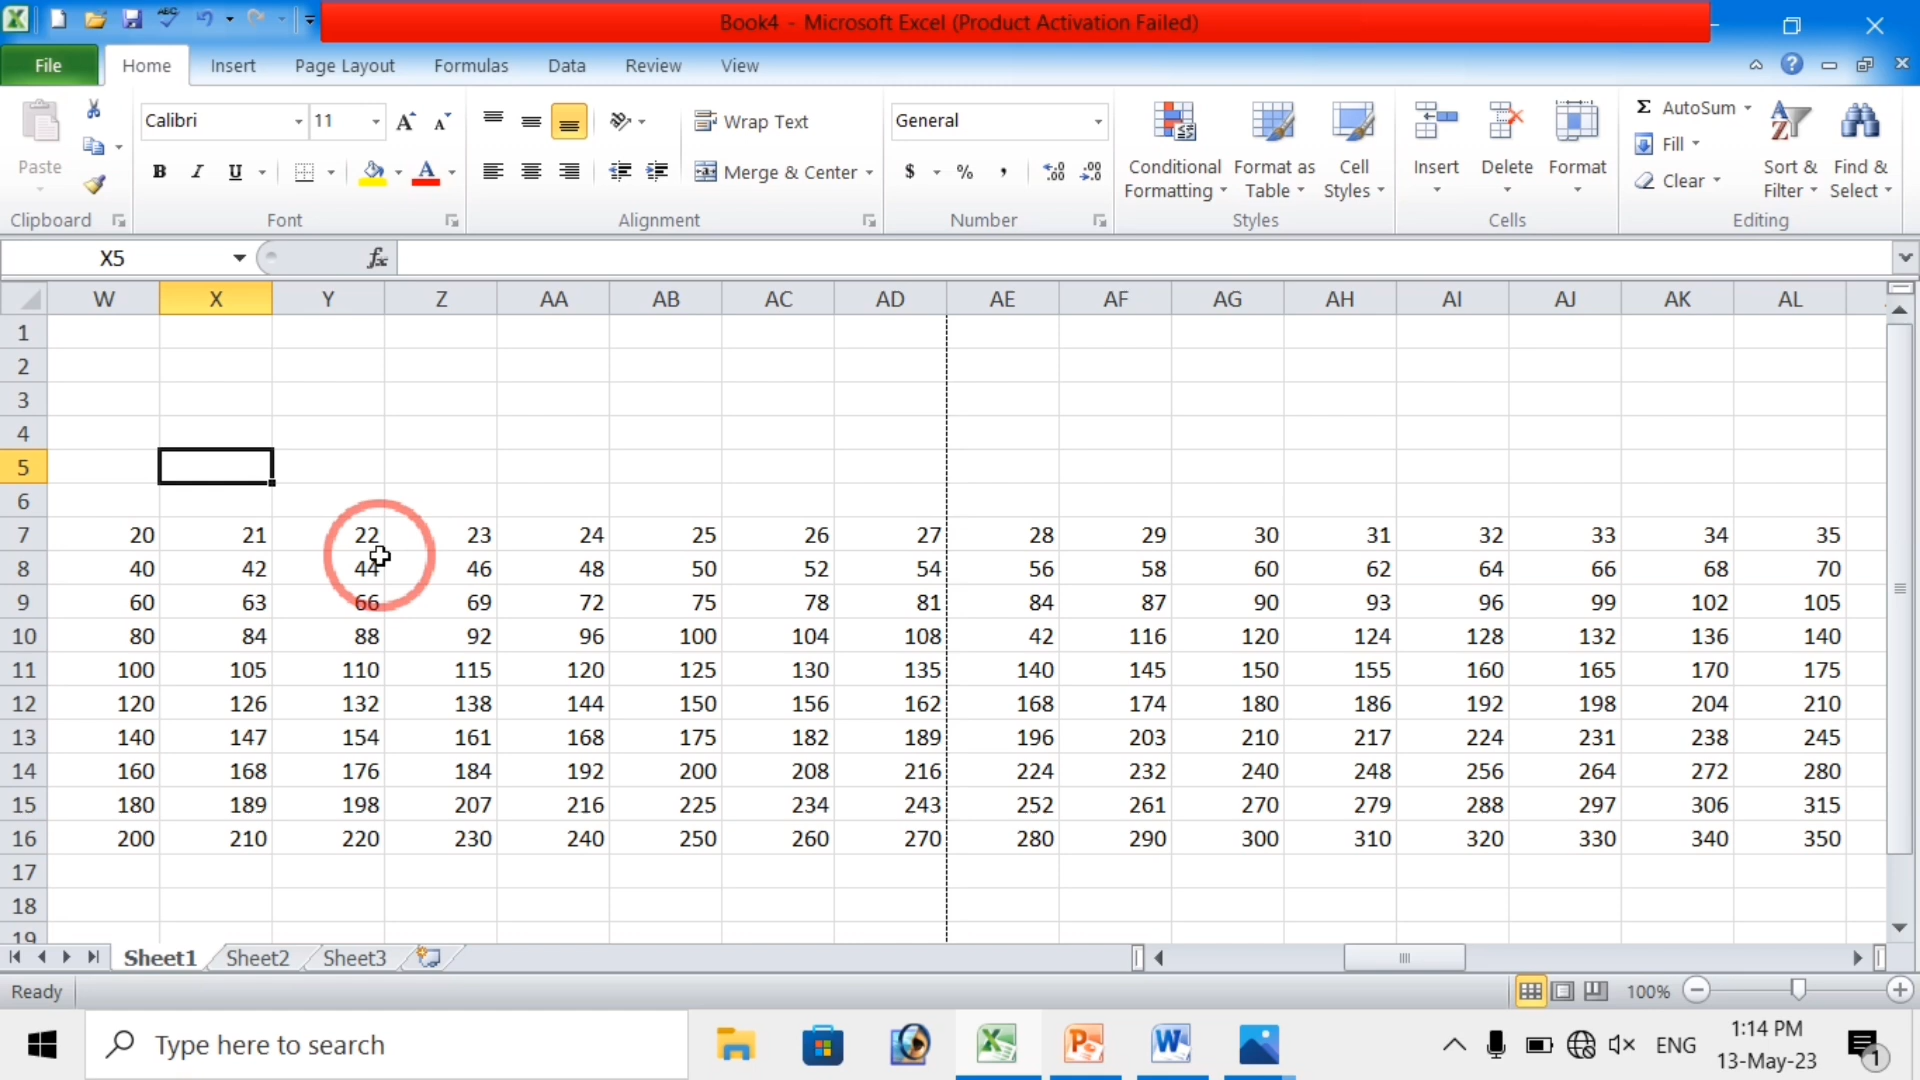 Book4 - Microsoft Excel (Product Activation Failed)
File Home Insert Page Layout Formulas Data Review View
Paste
Clipboard
Calibri 11
B I U A
Font
Wrap Text
Merge & Center
Alignment
General
$ % ,
Number
Conditional Formatting
Format as Table
Cell Styles
Styles
Insert
Delete
Format
Cells
Σ AutoSum
Fill
Clear
Sort & Filter
Find & Select
Editing
X5 fx
W X Y Z AA AB AC AD AE AF AG AH AI AJ AK AL
1
2
3
4
5
6
7 20 21 22 23 24 25 26 27 28 29 30 31 32 33 34 35
8 40 42 44 46 48 50 52 54 56 58 60 62 64 66 68 70
9 60 63 66 69 72 75 78 81 84 87 90 93 96 99 102 105
10 80 84 88 92 96 100 104 108 42 116 120 124 128 132 136 140
11 100 105 110 115 120 125 130 135 140 145 150 155 160 165 170 175
12 120 126 132 138 144 150 156 162 168 174 180 186 192 198 204 210
13 140 147 154 161 168 175 182 189 196 203 210 217 224 231 238 245
14 160 168 176 184 192 200 208 216 224 232 240 248 256 264 272 280
15 180 189 198 207 216 225 234 243 252 261 270 279 288 297 306 315
16 200 210 220 230 240 250 260 270 280 290 300 310 320 330 340 350
17
18
19
Sheet1 Sheet2 Sheet3
Ready 100%
Type here to search
ENG
1:14 PM
13-May-23
1